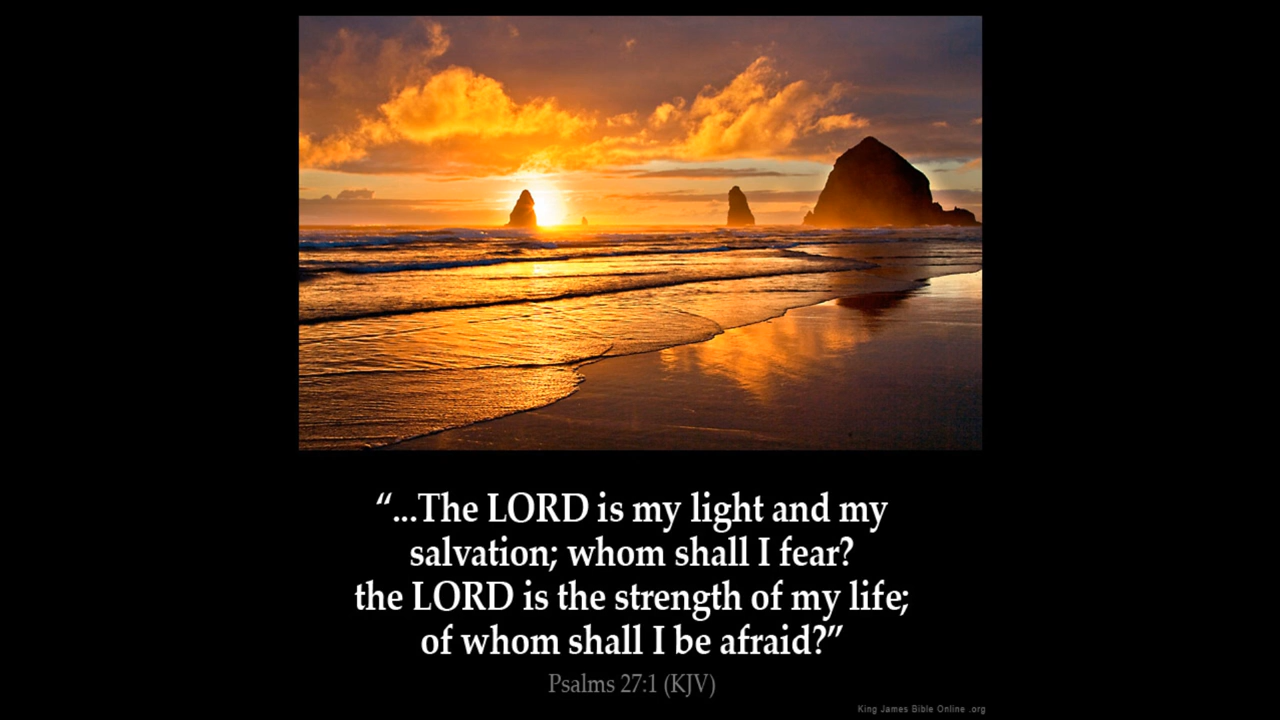 “...The LORD is my light and my
salvation; whom shall I fear?
the LORD is the strength of my life;
of whom shall I be afraid?”
Psalms 27:1 (KJV)
King James Bible Online .org